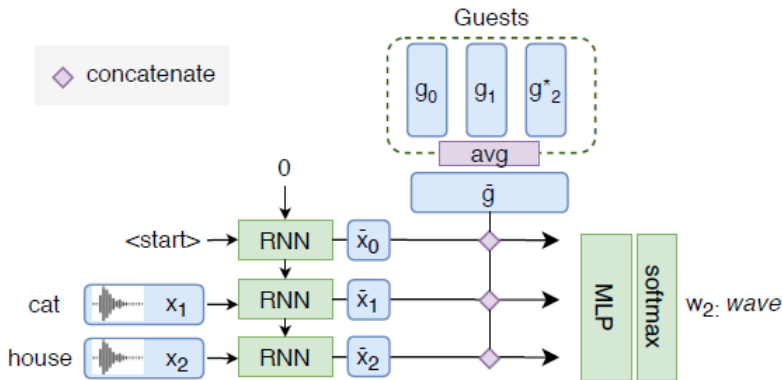 Guests
concatenate
g₀ g₁ g*₂
avg
0
ḡ
<start> RNN x̄₀
cat x₁ RNN x̄₁
house x₂ RNN x̄₂
MLP softmax w₂: wave